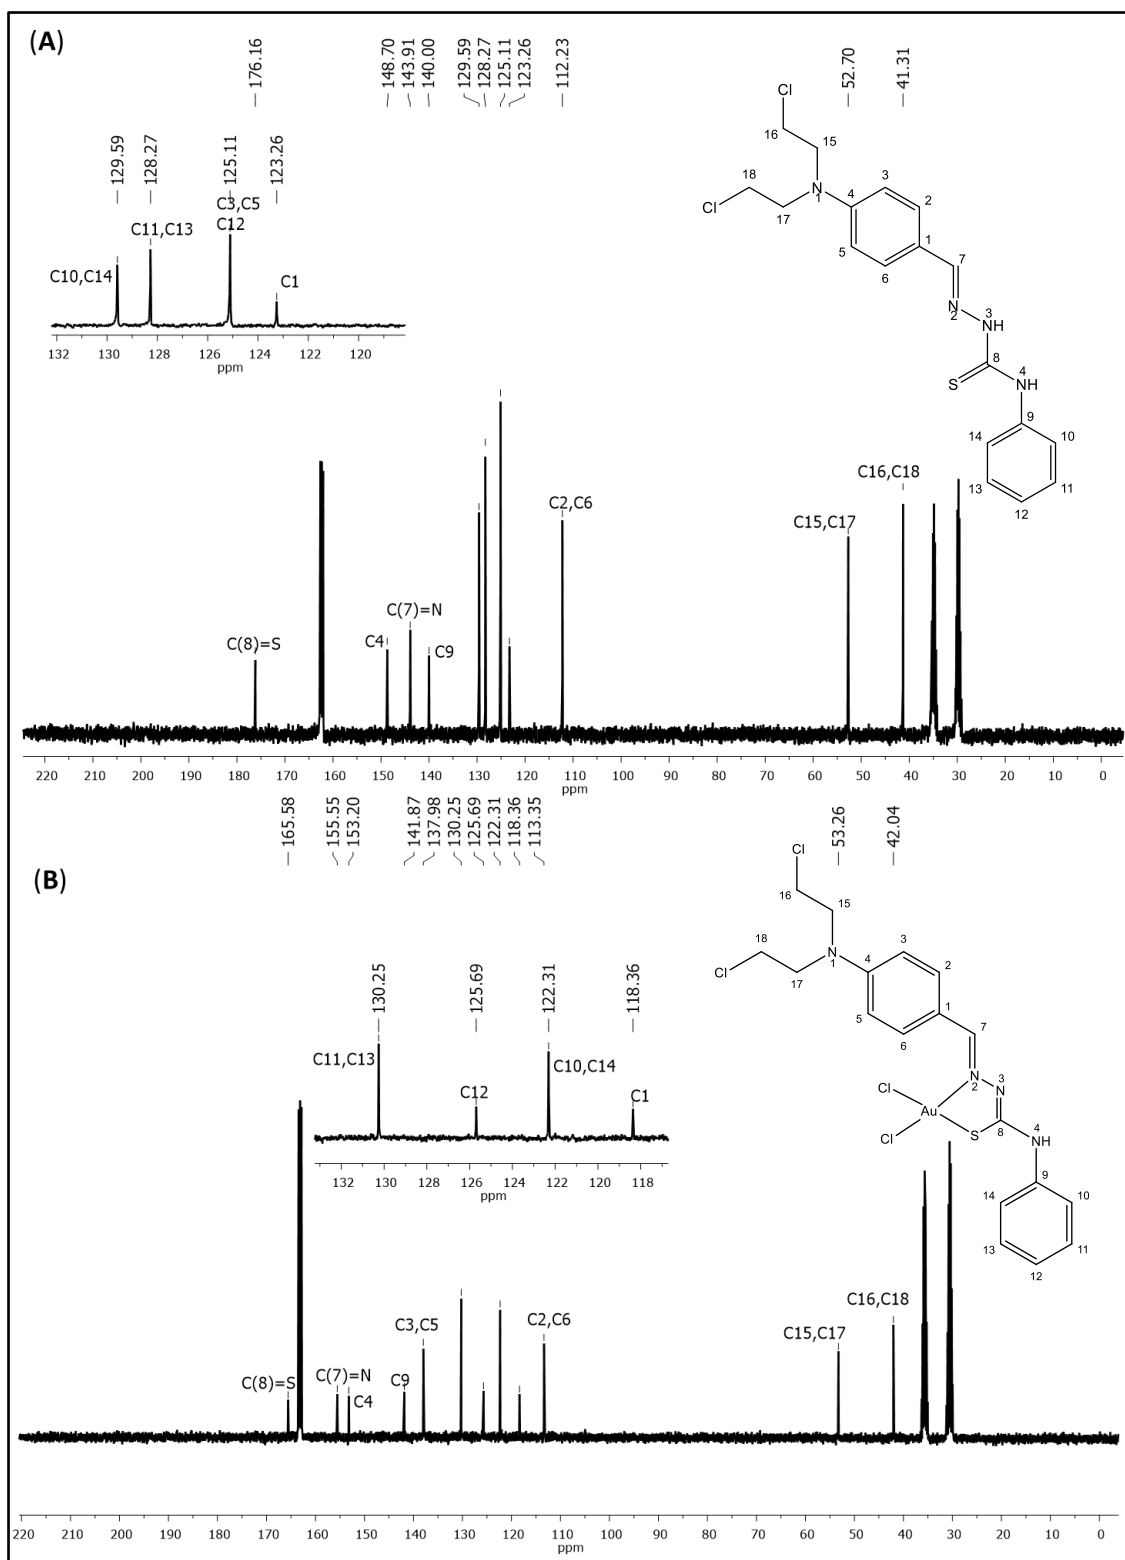 (A)
176.16
148.70
143.91
140.00
129.59
128.27
125.11
123.26
112.23
52.70
41.31
129.59
128.27
125.11
123.26
C10,C14
C11,C13
C3,C5
C12
C1
132 130 128 126 124 122 120
ppm
Cl
16
15
18
N
1
Cl
17
4
3
2
5
6
1
7
N
2
3
NH
S
8
4
NH
9
14
10
13
11
12
C(8)=S
C4
C(7)=N
C9
C2,C6
C15,C17
C16,C18
220 210 200 190 180 170 160 150 140 130 120 110 100 90 80 70 60 50 40 30 20 10 0
ppm
165.58
155.55
153.20
141.87
137.98
130.25
125.69
122.31
118.36
113.35
53.26
42.04
(B)
130.25
125.69
122.31
118.36
C11,C13
C12
C10,C14
C1
132 130 128 126 124 122 120 118
ppm
Cl
16
15
18
N
1
Cl
17
4
3
2
5
6
1
7
Cl
N
2
3
N
Au
Cl
S
8
4
NH
9
14
10
13
11
12
C(8)=S
C(7)=N
C4
C9
C3,C5
C2,C6
C15,C17
C16,C18
220 210 200 190 180 170 160 150 140 130 120 110 100 90 80 70 60 50 40 30 20 10 0
ppm